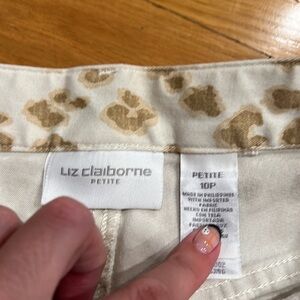 Liz claiborne
PETITE
PETITE
10P
MADE IN PHILIPPINES
WITH IMPORTED
FABRIC
HECHO EN FILIPINAS
CON TELA
IMPORTADA